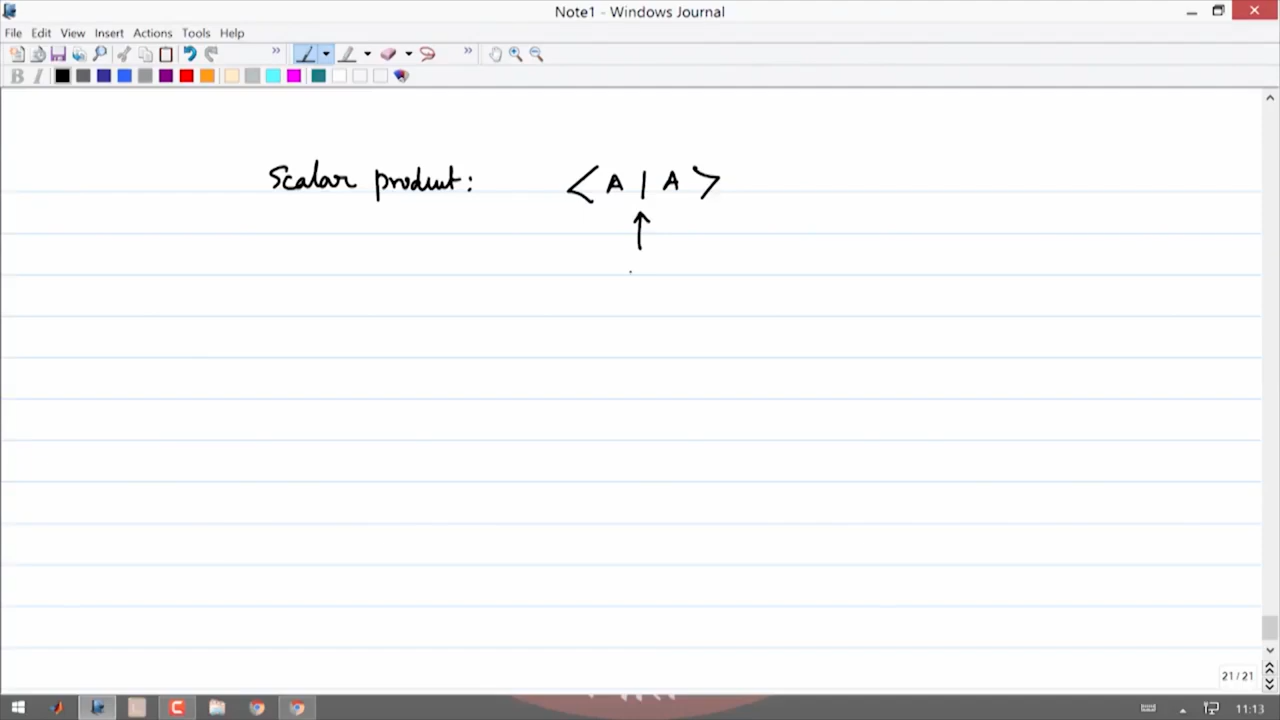 Note1 - Windows Journal
File Edit View Insert Actions Tools Help
B I
Scalar product: < A | A >
21 / 21
11:13